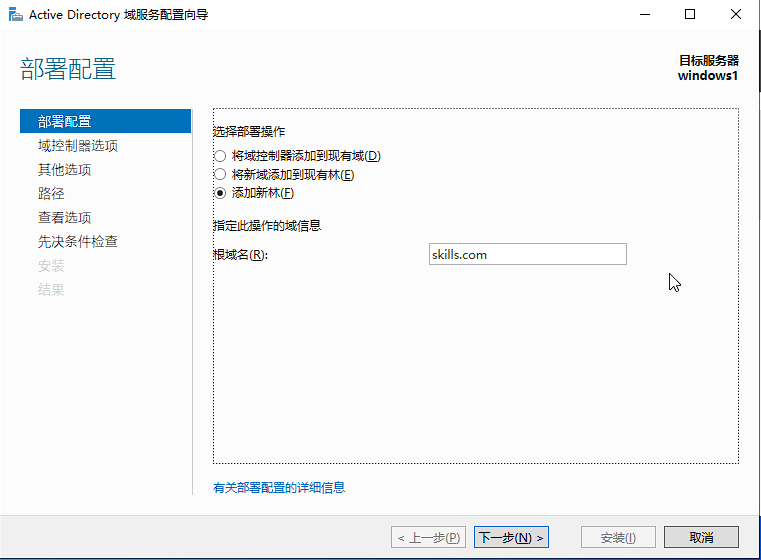 Active Directory 域服务配置向导
部署配置
目标服务器
windows1
部署配置
域控制器选项
其他选项
路径
查看选项
先决条件检查
安装
结果
选择部署操作
将域控制器添加到现有域(D)
将新域添加到现有林(E)
添加新林(F)
指定此操作的域信息
根域名(R):
skills.com
有关部署配置的详细信息
< 上一步(P)
下一步(N) >
安装(I)
取消